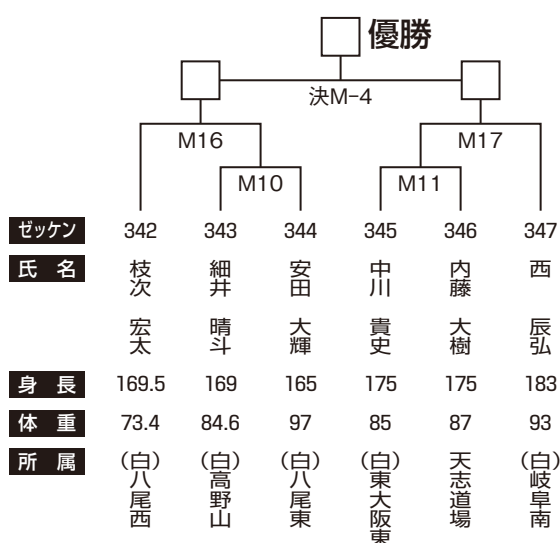 優勝
決M-4
M16 M17
M10 M11
ゼッケン 342 343 344 345 346 347
氏名 枝次 宏太 細井 晴斗 安田 大輝 中川 貴史 内藤 大樹 西 辰弘
身長 169.5 169 165 175 175 183
体重 73.4 84.6 97 85 87 93
所属 (白)八尾西 (白)高野山 (白)八尾東 (白)東大阪東 天志道場 (白)岐阜南